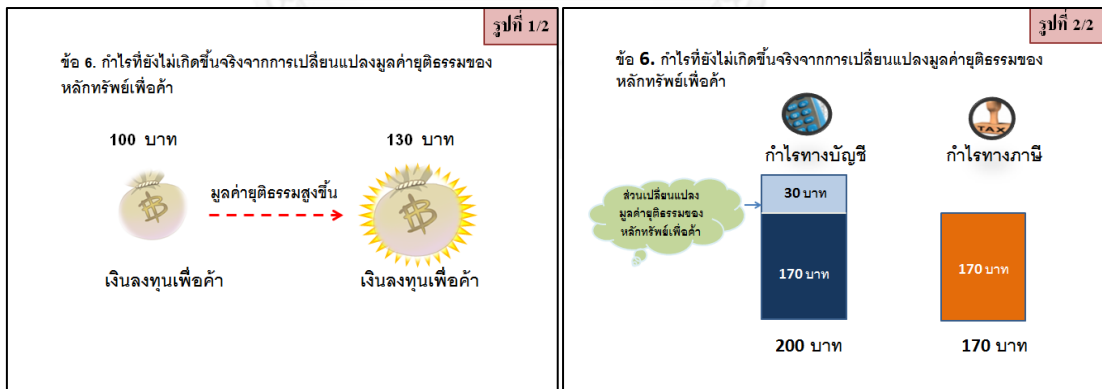 รูปที่ 1/2
ข้อ 6. กำไรที่ยังไม่เกิดขึ้นจริงจากการเปลี่ยนแปลงมูลค่ายุติธรรมของ
หลักทรัพย์เพื่อค้า
100 บาท
130 บาท
มูลค่ายุติธรรมสูงขึ้น
เงินลงทุนเพื่อค้า
เงินลงทุนเพื่อค้า
รูปที่ 2/2
ข้อ 6. กำไรที่ยังไม่เกิดขึ้นจริงจากการเปลี่ยนแปลงมูลค่ายุติธรรมของ
หลักทรัพย์เพื่อค้า
TAX
กำไรทางบัญชี
กำไรทางภาษี
ส่วนเปลี่ยนแปลง
มูลค่ายุติธรรมของ
หลักทรัพย์เพื่อค้า
30 บาท
170 บาท
170 บาท
200 บาท
170 บาท